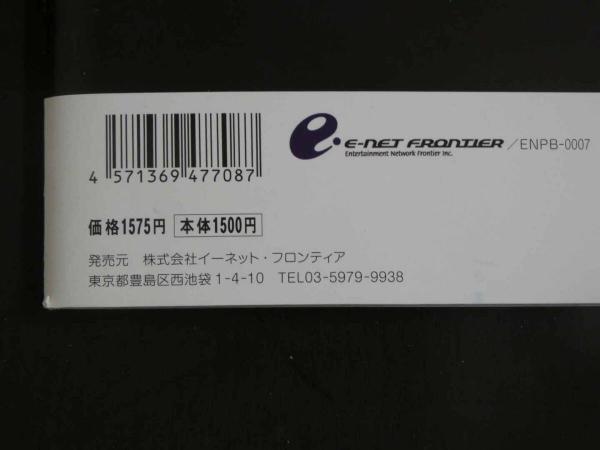 4 571369 477087
e-NET FRONTIER / ENPB-0007
Entertainment Network Frontier Inc.
価格1575円 本体1500円
発売元 株式会社イーネット・フロンティア
東京都豊島区西池袋1-4-10 TEL03-5979-9938